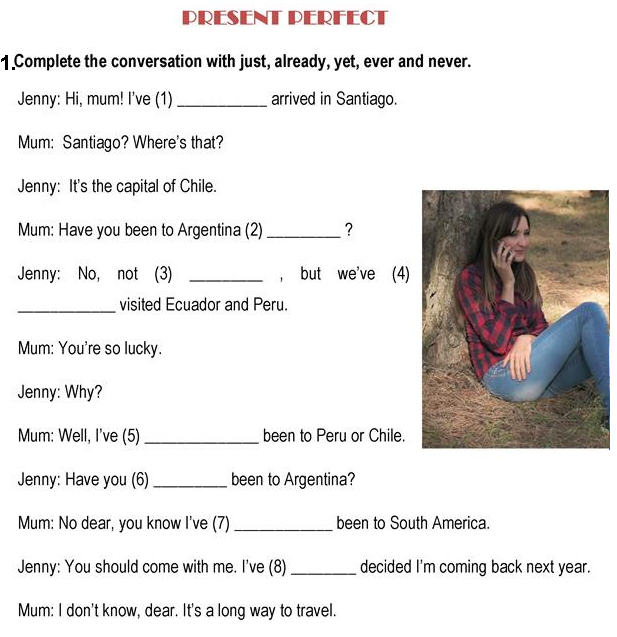 PRESENT PERFECT
1.Complete the conversation with just, already, yet, ever and never.
Jenny: Hi, mum! I've (1) ___________ arrived in Santiago.
Mum: Santiago? Where's that?
Jenny: It's the capital of Chile.
Mum: Have you been to Argentina (2) _________ ?
Jenny: No, not (3) _________ , but we've (4)
____________ visited Ecuador and Peru.
Mum: You're so lucky.
Jenny: Why?
Mum: Well, I've (5) ______________ been to Peru or Chile.
Jenny: Have you (6) _________ been to Argentina?
Mum: No dear, you know I've (7) ____________ been to South America.
Jenny: You should come with me. I've (8) ________ decided I'm coming back next year.
Mum: I don't know, dear. It's a long way to travel.